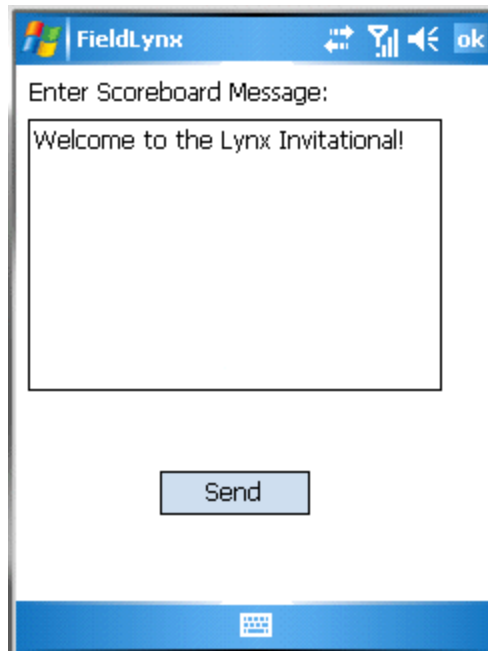 FieldLynx ok
Enter Scoreboard Message:
Welcome to the Lynx Invitational!
Send